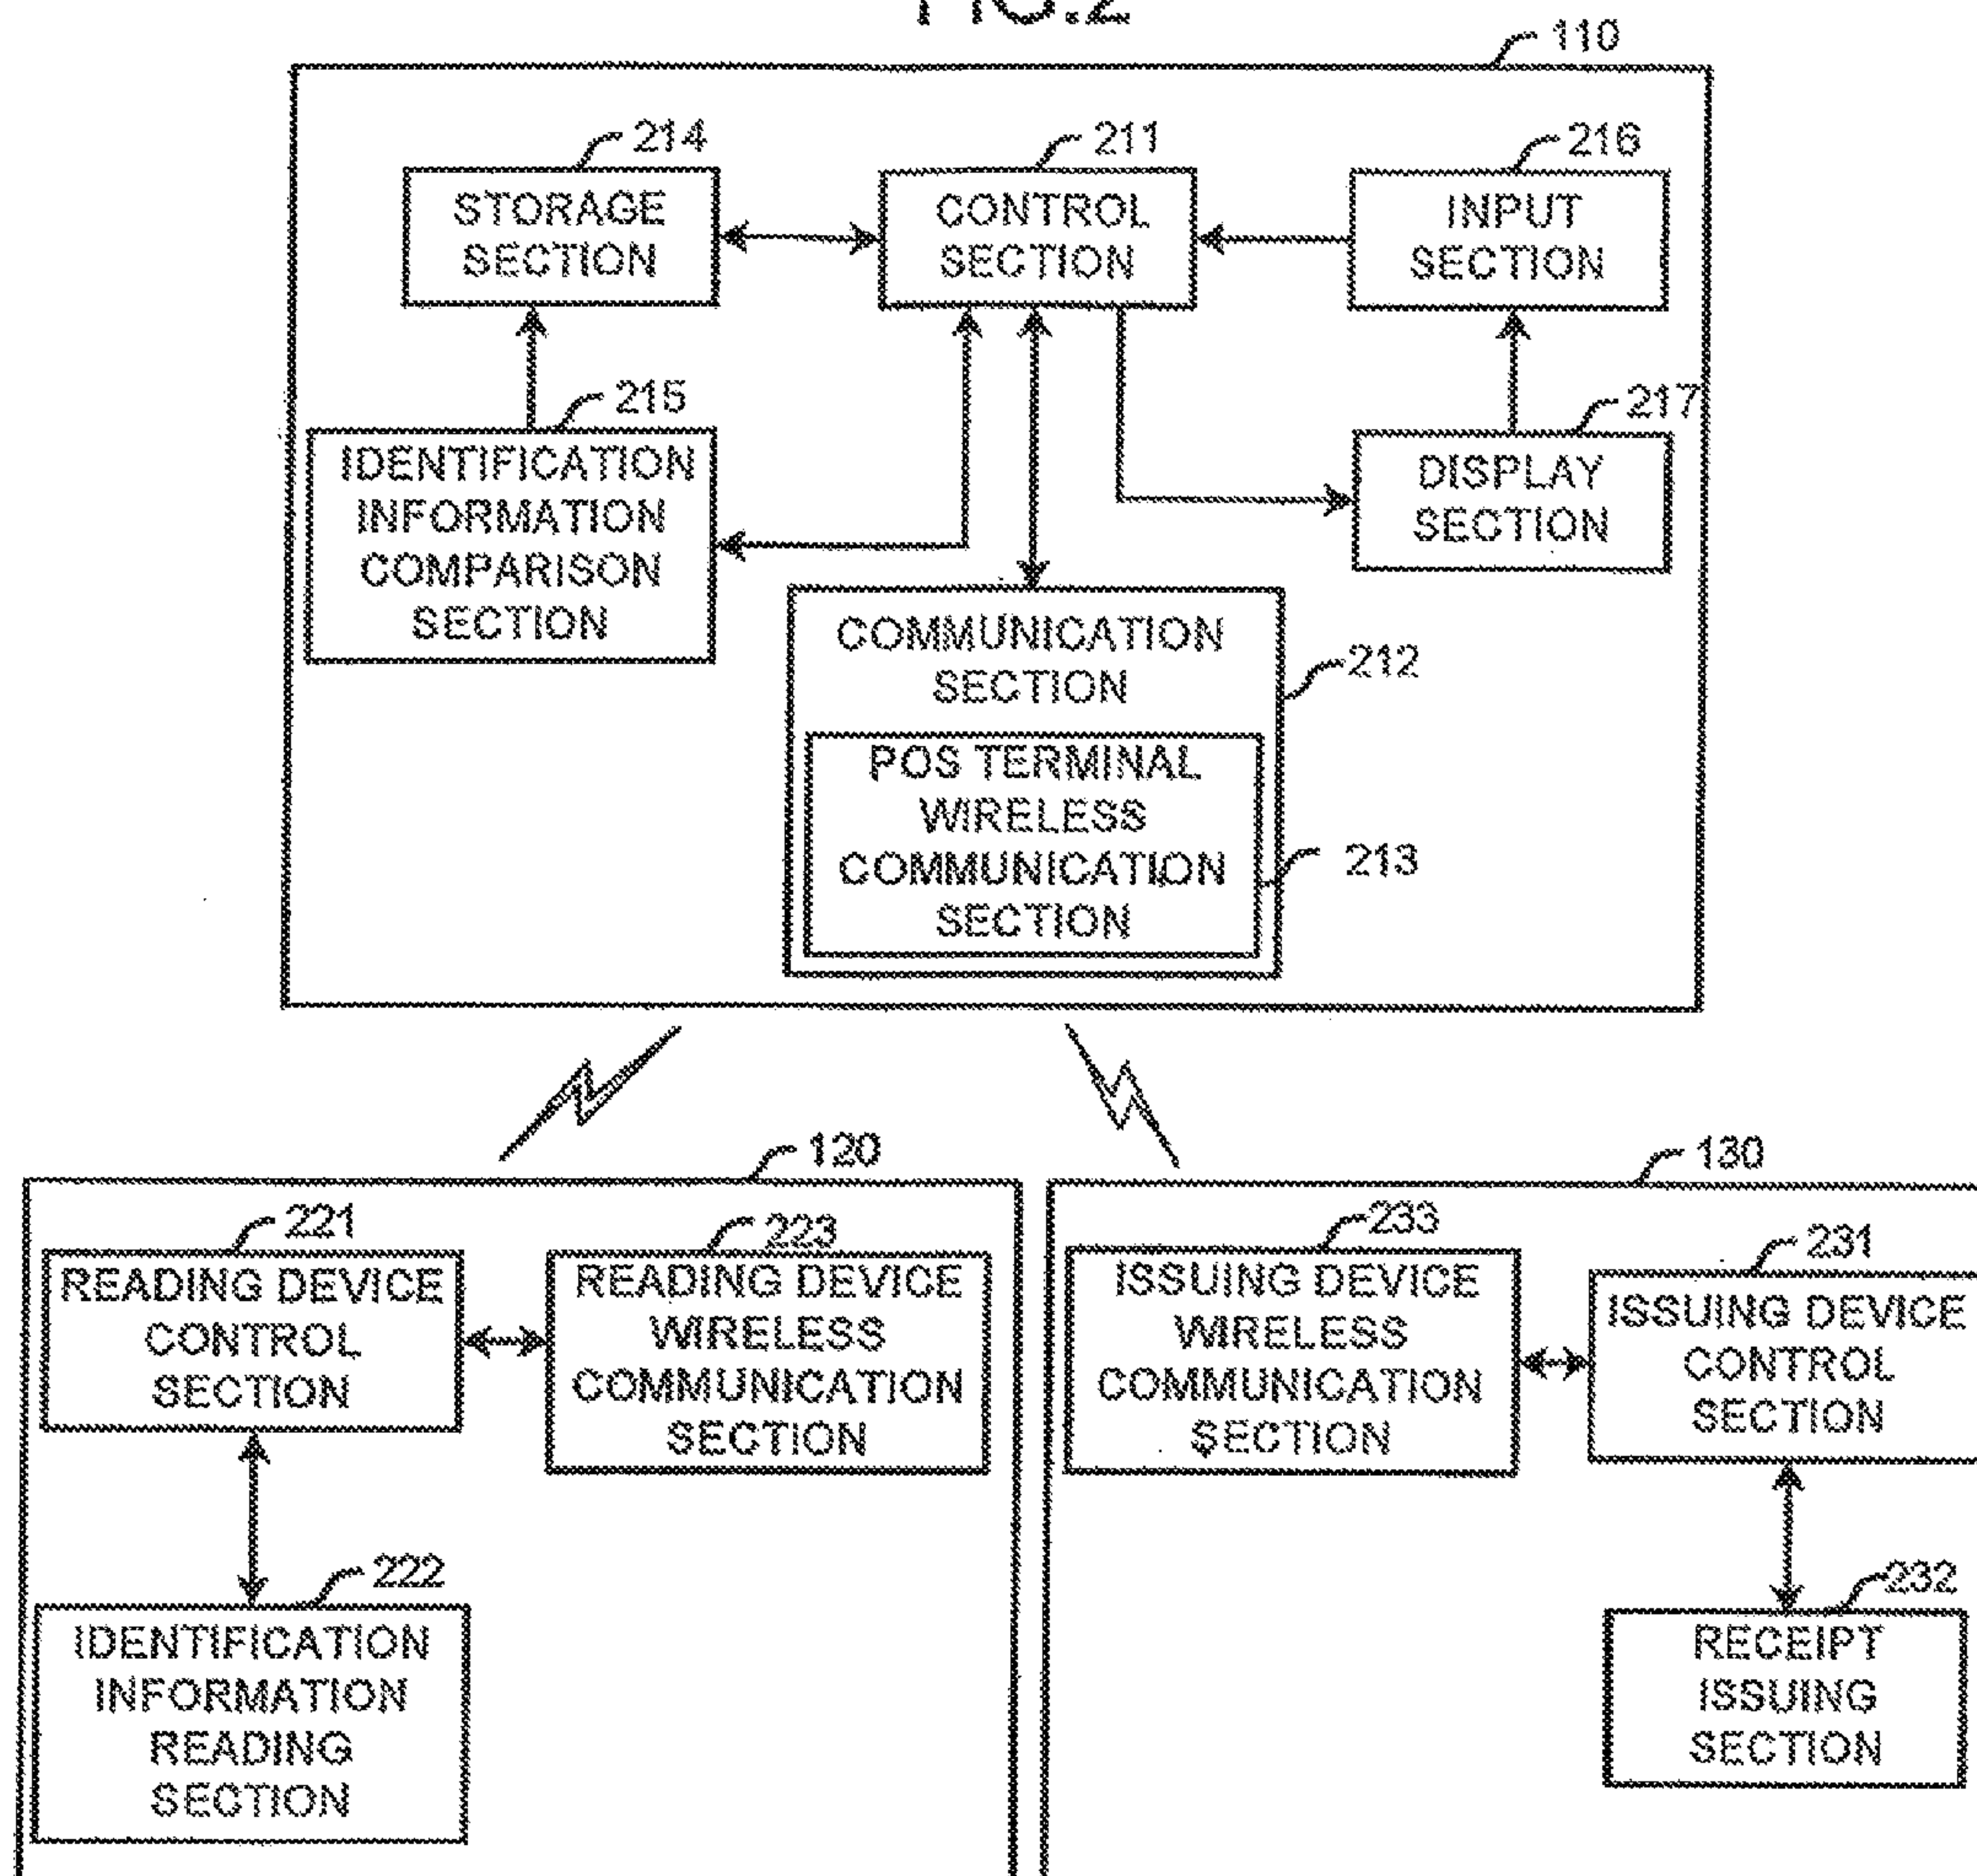 FIG.2
110
214
211
216
STORAGE
SECTION
CONTROL
SECTION
INPUT
SECTION
215
217
IDENTIFICATION
INFORMATION
COMPARISON
SECTION
DISPLAY
SECTION
COMMUNICATION
SECTION
212
POS TERMINAL
WIRELESS
COMMUNICATION
SECTION
213
120
130
221
223
233
231
READING DEVICE
CONTROL
SECTION
READING DEVICE
WIRELESS
COMMUNICATION
SECTION
ISSUING DEVICE
WIRELESS
COMMUNICATION
SECTION
ISSUING DEVICE
CONTROL
SECTION
222
232
IDENTIFICATION
INFORMATION
READING
SECTION
RECEIPT
ISSUING
SECTION